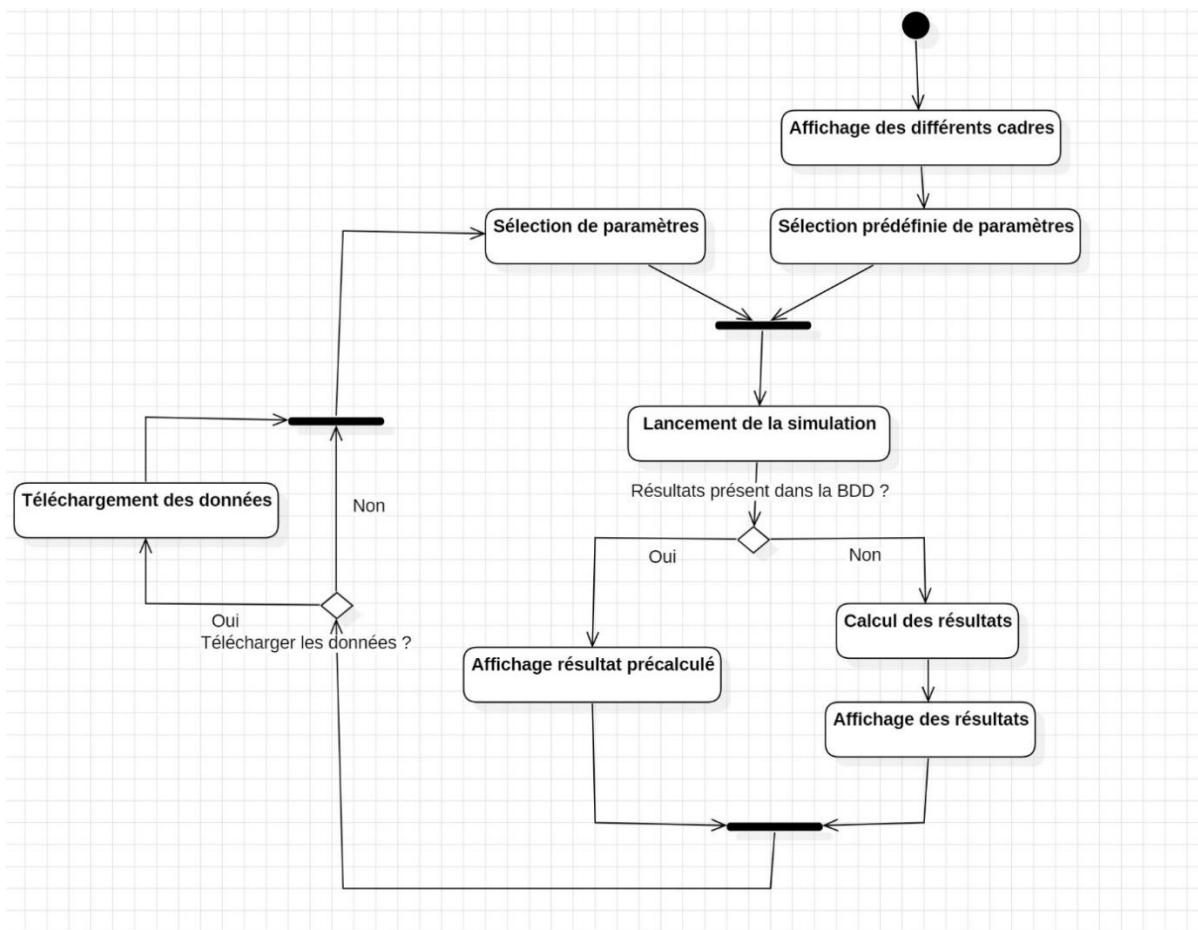 Affichage des différents cadres
Sélection de paramètres
Sélection prédéfinie de paramètres
Lancement de la simulation
Résultats présent dans la BDD ?
Téléchargement des données
Non
Oui
Non
Oui
Télécharger les données ?
Calcul des résultats
Affichage résultat précalculé
Affichage des résultats